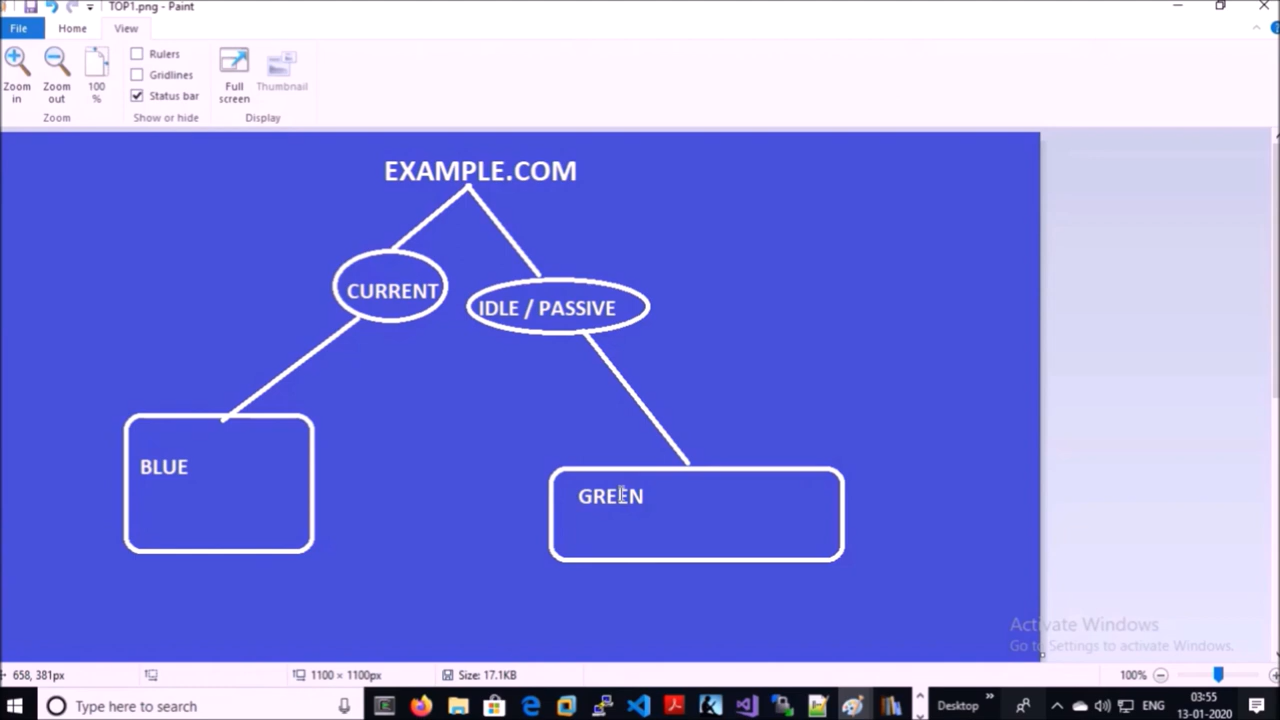 TOP1.png - Paint
File Home View
Zoom in
Zoom out
100 %
Rulers
Gridlines
Status bar
Full screen
Thumbnail
Zoom
Show or hide
Display
EXAMPLE.COM
CURRENT
IDLE / PASSIVE
BLUE
GREEN
Activate Windows
Go to Settings to activate Windows.
658, 381px
1100 × 1100px
Size: 17.1KB
100%
Type here to search
Desktop
ENG
03:55
13-01-2020